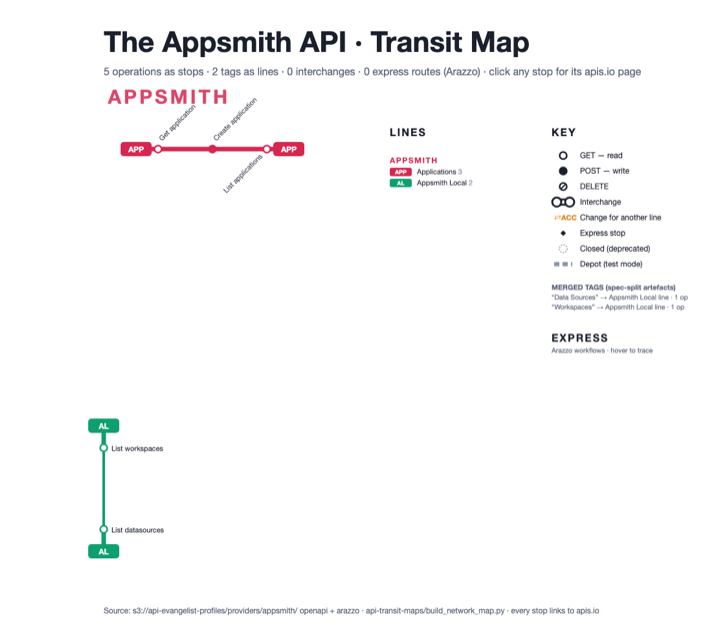 The Appsmith API · Transit Map
5 operations as stops · 2 tags as lines · 0 interchanges · 0 express routes (Arazzo) · click any stop for its apis.io page
APPSMITH
Get application
Create application
APP
APP
List applications
LINES
APPSMITH
APP Applications 3
AL Appsmith Local 2
KEY
GET — read
POST — write
DELETE
Interchange
⇄ACC Change for another line
Express stop
Closed (deprecated)
Depot (test mode)
MERGED TAGS (spec-split artefacts)
"Data Sources" → Appsmith Local line · 1 op
"Workspaces" → Appsmith Local line · 1 op
EXPRESS
Arazzo workflows · hover to trace
AL
List workspaces
List datasources
AL
Source: s3://api-evangelist-profiles/providers/appsmith/ openapi + arazzo · api-transit-maps/build_network_map.py · every stop links to apis.io